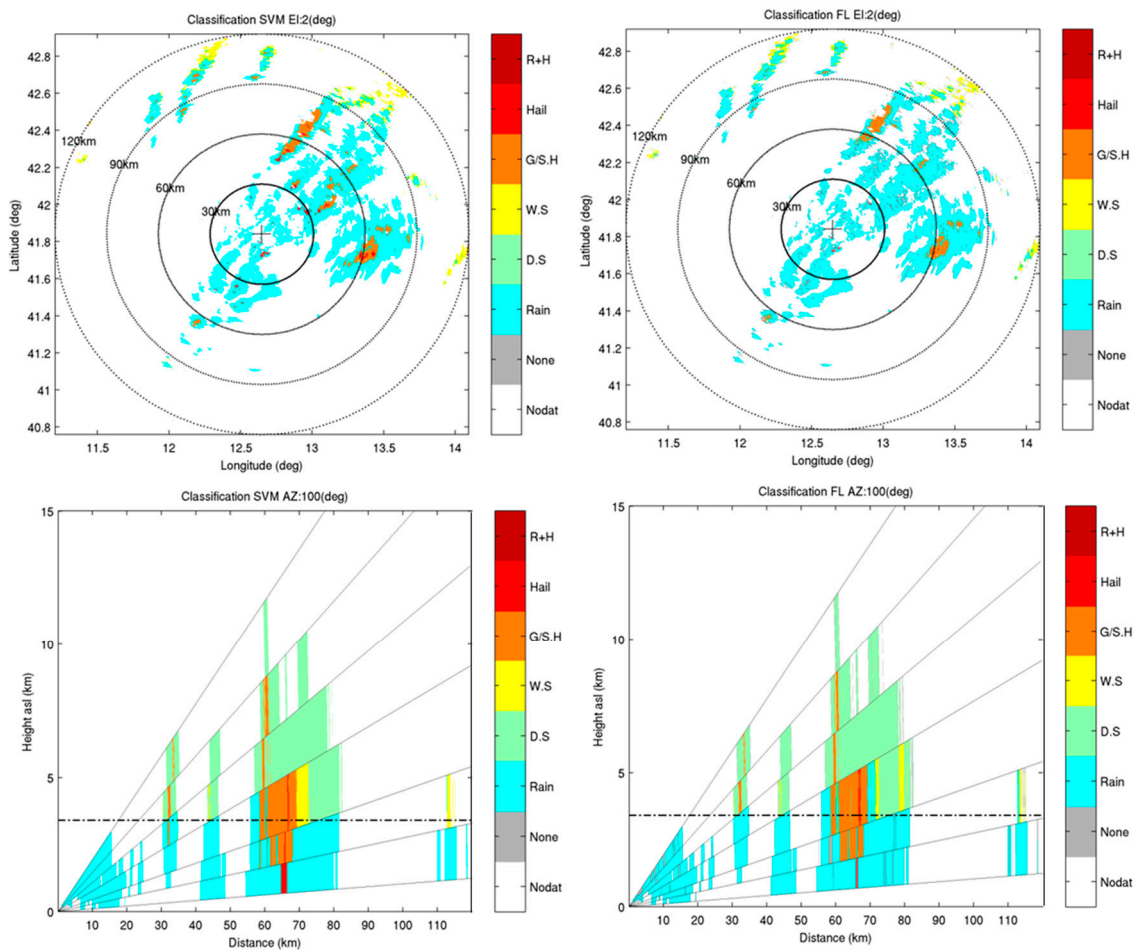 Classification SVM El:2(deg)
42.8
42.6
42.4
42.2
42
41.8
41.6
41.4
41.2
41
40.8
Latitude (deg)
120km
90km
60km
30km
11.5
12
12.5
13
13.5
14
Longitude (deg)
R+H
Hail
G/S.H
W.S
D.S
Rain
None
Nodat
Classification FL El:2(deg)
42.8
42.6
42.4
42.2
42
41.8
41.6
41.4
41.2
41
40.8
Latitude (deg)
120km
90km
60km
30km
11.5
12
12.5
13
13.5
14
Longitude (deg)
R+H
Hail
G/S.H
W.S
D.S
Rain
None
Nodat
Classification SVM AZ:100(deg)
15
10
5
0
Height asl (km)
10 20 30 40 50 60 70 80 90 100 110
Distance (km)
R+H
Hail
G/S.H
W.S
D.S
Rain
None
Nodat
Classification FL AZ:100(deg)
15
10
5
0
Height asl (km)
10 20 30 40 50 60 70 80 90 100 110
Distance (km)
R+H
Hail
G/S.H
W.S
D.S
Rain
None
Nodat